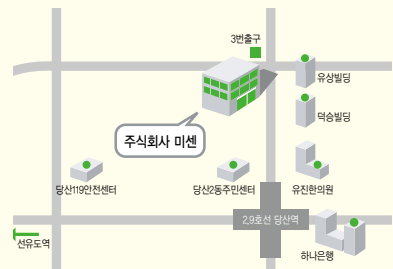 3번출구
유상빌딩
덕승빌딩
주식회사 미센
당산119안전센터
당산2동주민센터
유진한의원
2,9호선 당산역
선유도역
하나은행